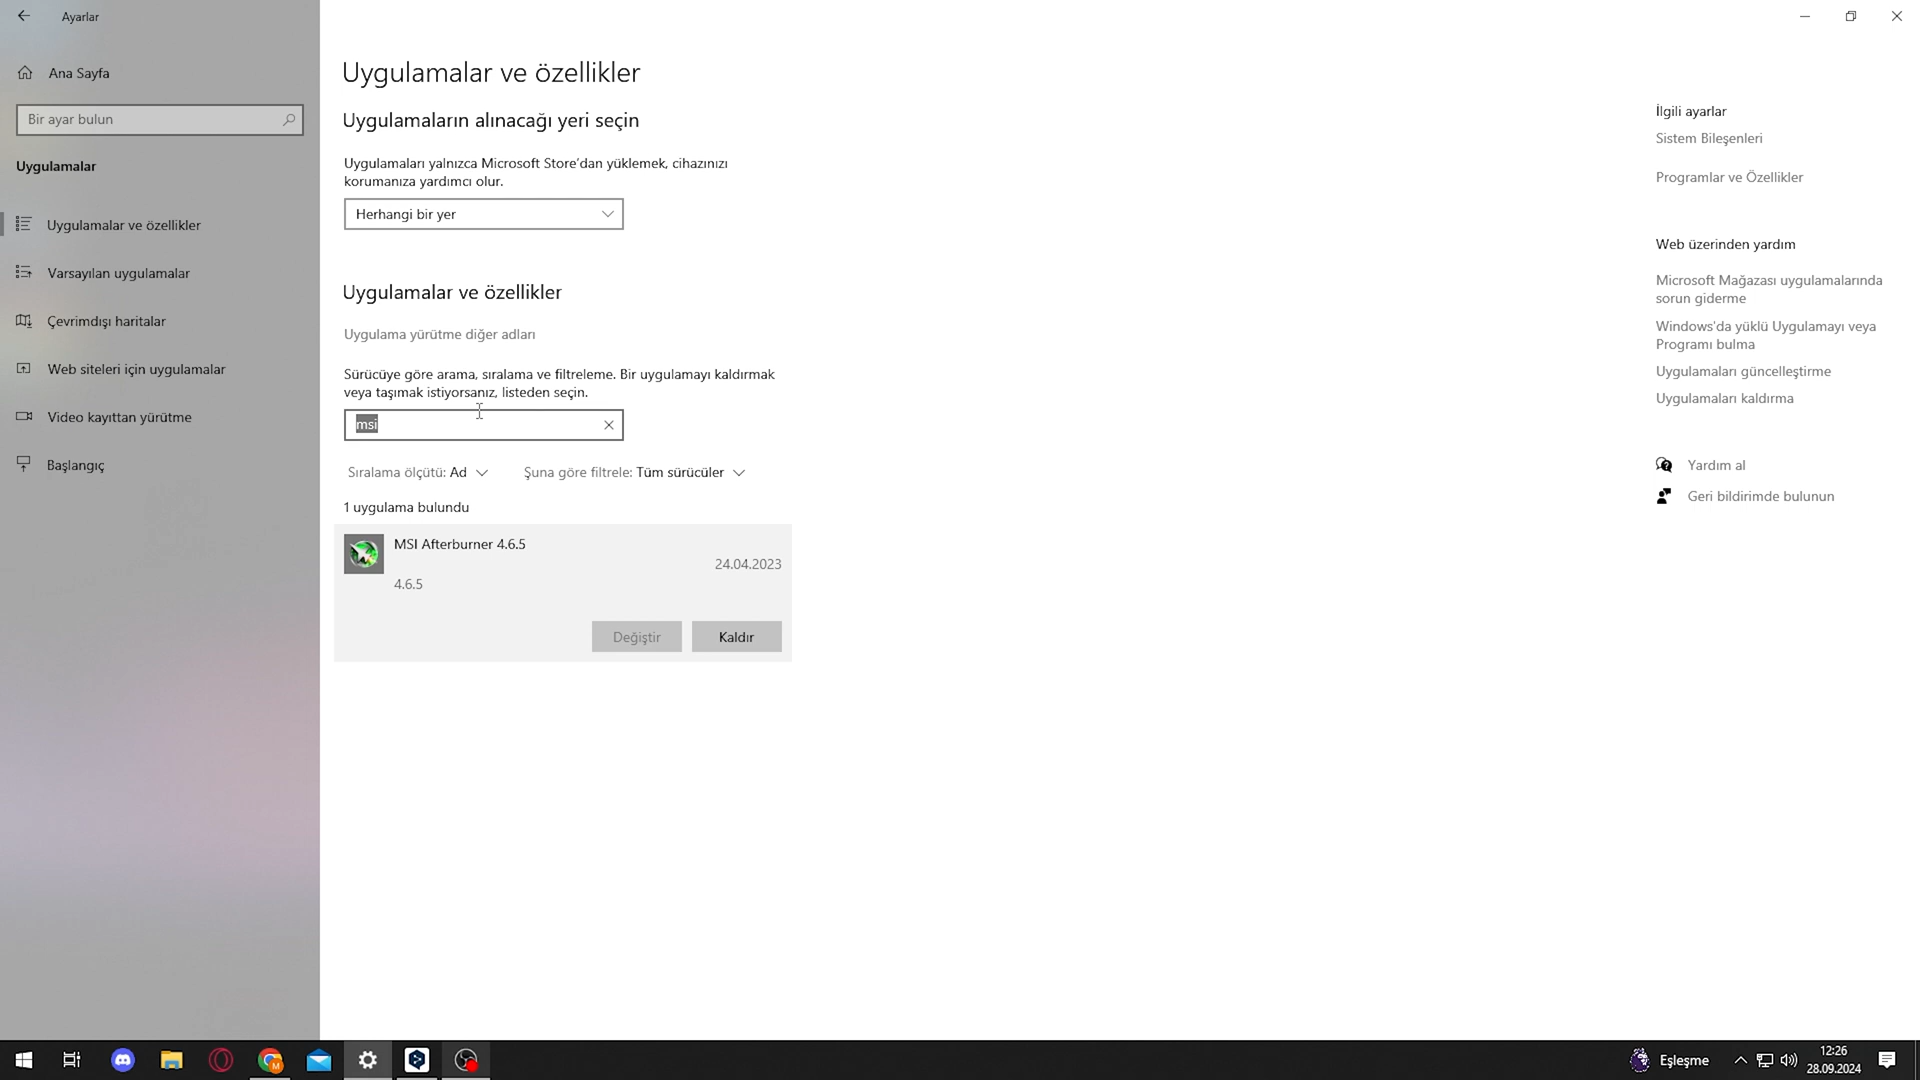 Ayarlar
Ana Sayfa
Bir ayar bulun
Uygulamalar
Uygulamalar ve özellikler
Varsayılan uygulamalar
Çevrimdışı haritalar
Web siteleri için uygulamalar
Video kayıttan yürütme
Başlangıç
Uygulamalar ve özellikler
Uygulamaların alınacağı yeri seçin
Uygulamaları yalnızca Microsoft Store'dan yüklemek, cihazınızı
korumanıza yardımcı olur.
Herhangi bir yer
Uygulamalar ve özellikler
Uygulama yürütme diğer adları
Sürücüye göre arama, sıralama ve filtreleme. Bir uygulamayı kaldırmak
veya taşımak istiyorsanız, listeden seçin.
msi
Sıralama ölçütü: Ad Şuna göre filtrele: Tüm sürücüler
1 uygulama bulundu
MSI Afterburner 4.6.5
24.04.2023
4.6.5
Değiştir Kaldır
İlgili ayarlar
Sistem Bileşenleri
Programlar ve Özellikler
Web üzerinden yardım
Microsoft Mağazası uygulamalarında
sorun giderme
Windows'da yüklü Uygulamayı veya
Programı bulma
Uygulamaları güncelleştirme
Uygulamaları kaldırma
Yardım al
Geri bildirimde bulunun
M
Eşleşme
12:26
28.09.2024